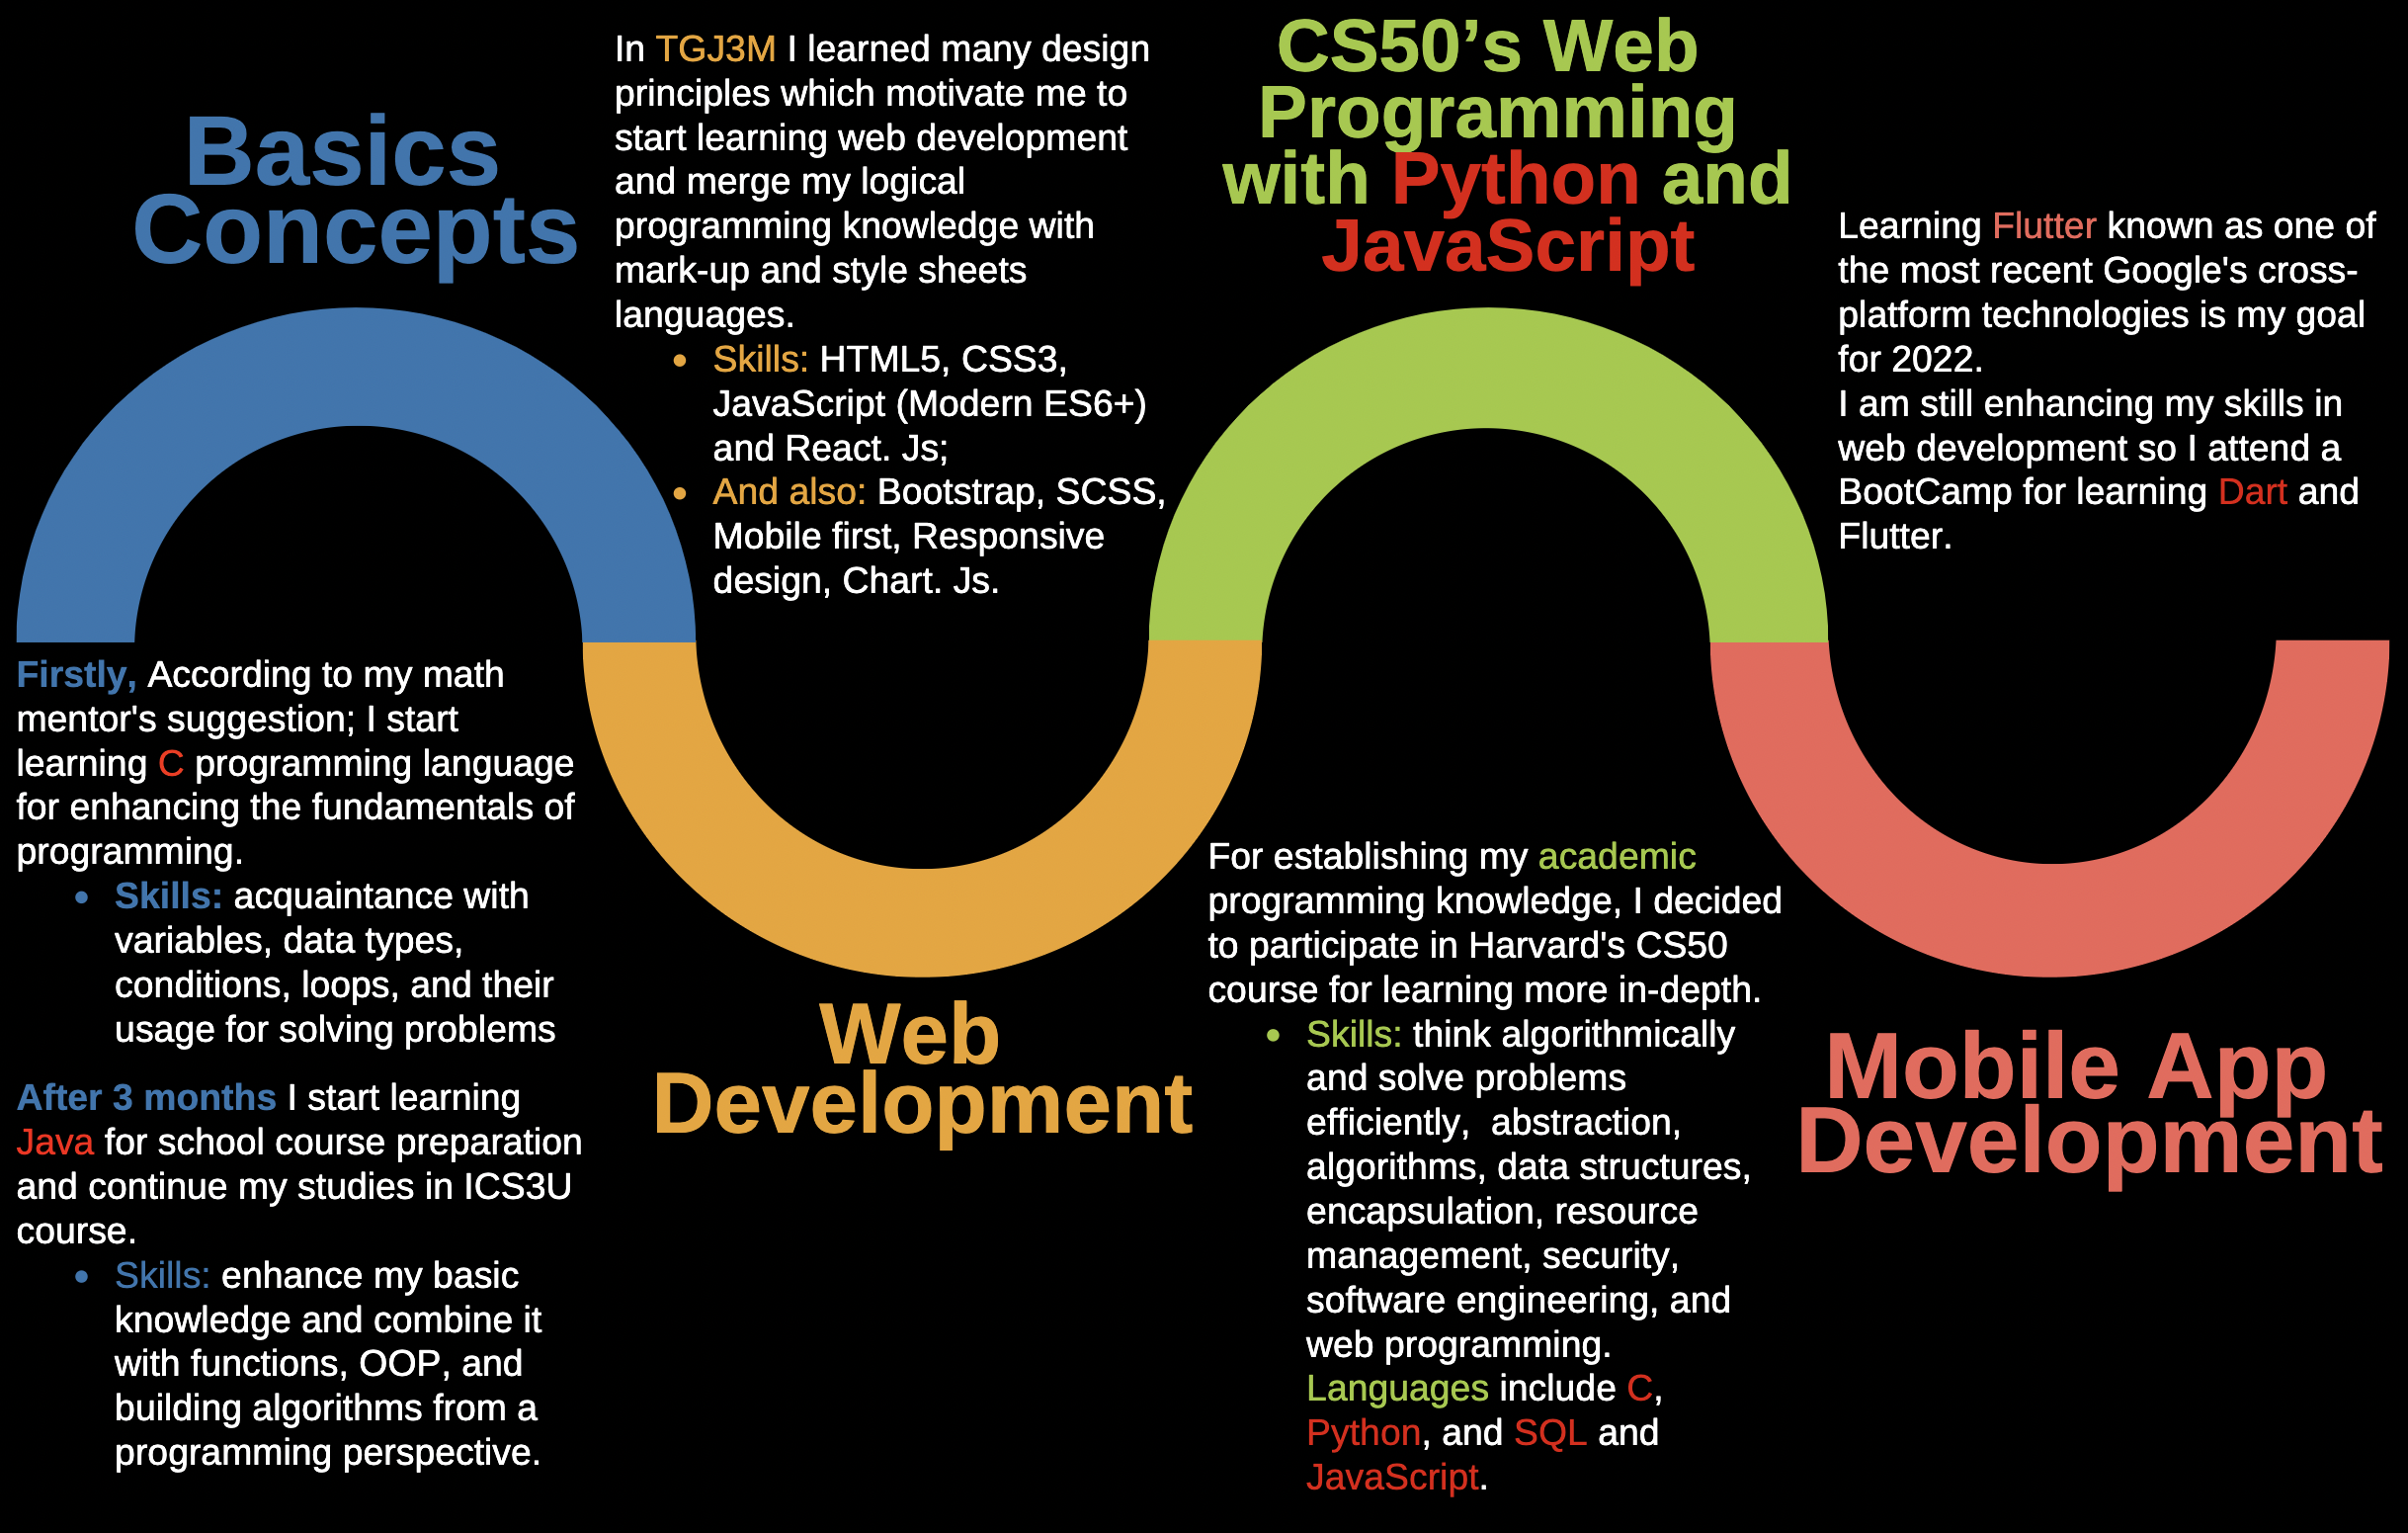 Basics
Concepts
Firstly, According to my math
mentor's suggestion; I start
learning C programming language
for enhancing the fundamentals of
programming.
• Skills: acquaintance with
variables, data types,
conditions, loops, and their
usage for solving problems
After 3 months I start learning
Java for school course preparation
and continue my studies in ICS3U
course.
• Skills: enhance my basic
knowledge and combine it
with functions, OOP, and
building algorithms from a
programming perspective.
In TGJ3M I learned many design
principles which motivate me to
start learning web development
and merge my logical
programming knowledge with
mark-up and style sheets
languages.
• Skills: HTML5, CSS3,
JavaScript (Modern ES6+)
and React. Js;
• And also: Bootstrap, SCSS,
Mobile first, Responsive
design, Chart. Js.
Web
Development
CS50’s Web
Programming
with Python and
JavaScript
For establishing my academic
programming knowledge, I decided
to participate in Harvard's CS50
course for learning more in-depth.
• Skills: think algorithmically
and solve problems
efficiently,  abstraction,
algorithms, data structures,
encapsulation, resource
management, security,
software engineering, and
web programming.
Languages include C,
Python, and SQL and
JavaScript.
Learning Flutter known as one of
the most recent Google's cross-
platform technologies is my goal
for 2022.
I am still enhancing my skills in
web development so I attend a
BootCamp for learning Dart and
Flutter.
Mobile App
Development